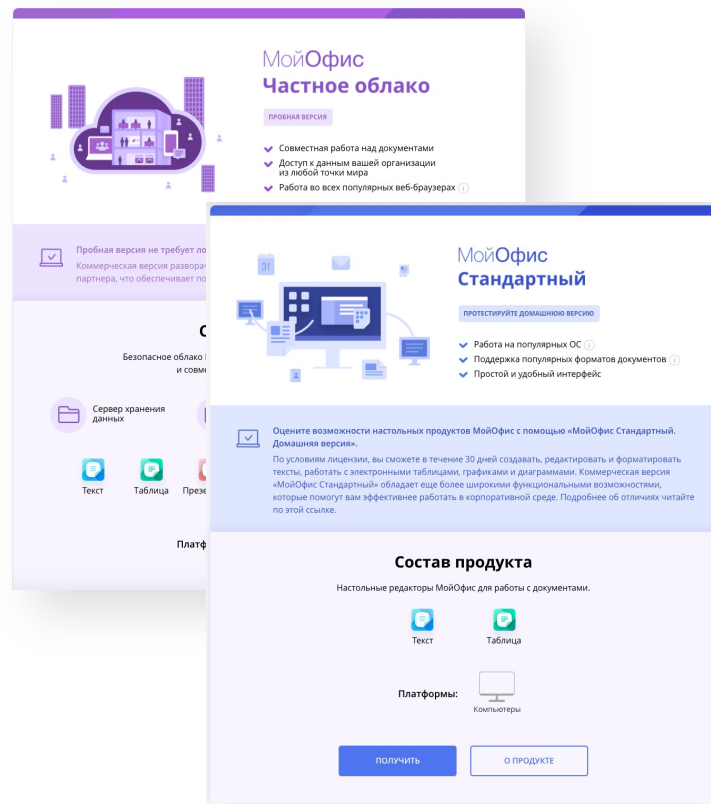 МойОфис
Частное облако
ПРОБНАЯ ВЕРСИЯ
Совместная работа над документами
Доступ к данным вашей организации
из любой точки мира
Работа во всех популярных веб-браузерах
Пробная версия не требует
Коммерческая версия
партнера, что обеспечивает
Безопасное облако
и
Сервер хранения
данных
Текст
Таблица
31
МойОфис
Стандартный
ПРОТЕСТИРУЙТЕ ДОМАШНЮЮ ВЕРСИЮ
Работа на популярных ОС
Поддержка популярных форматов документов
Простой и удобный интерфейс
Оцените возможности настольных продуктов МойОфис с помощью «МойОфис Стандартный.
Домашняя версия».
По условиям лицензии, вы сможете в течение 30 дней создавать, редактировать и форматировать
тексты, работать с электронными таблицами, графиками и диаграммами. Коммерческая версия
«МойОфис Стандартный» обладает еще более широкими функциональными возможностями,
которые помогут вам эффективнее работать в корпоративной среде. Подробнее об отличиях читайте
по этой ссылке.
Состав продукта
Настольные редакторы МойОфис для работы с документами.
Текст
Таблица
Платформы:
Компьютеры
ПОЛУЧИТЬ
О ПРОДУКТЕ